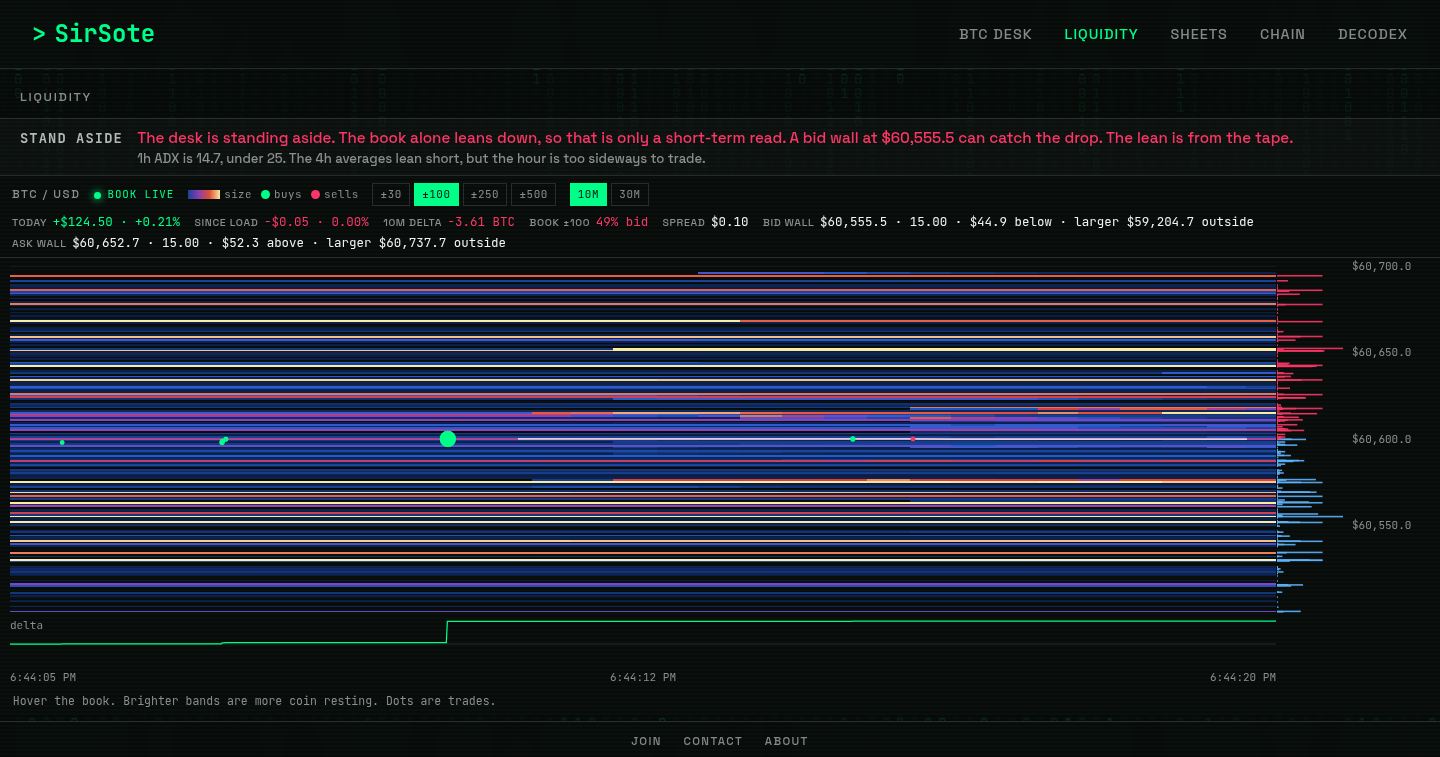 > SirSote
BTC DESK LIQUIDITY SHEETS CHAIN DECODEX
LIQUIDITY
STAND ASIDE The desk is standing aside. The book alone leans down, so that is only a short-term read. A bid wall at $60,555.5 can catch the drop. The lean is from the tape.
1h ADX is 14.7, under 25. The 4h averages lean short, but the hour is too sideways to trade.
BTC / USD BOOK LIVE size buys sells ±30 ±100 ±250 ±500 10M 30M
TODAY +$124.50 · +0.21% SINCE LOAD -$0.05 · 0.00% 10M DELTA -3.61 BTC BOOK ±100 49% bid SPREAD $0.10 BID WALL $60,555.5 · 15.00 · $44.9 below · larger $59,204.7 outside
ASK WALL $60,652.7 · 15.00 · $52.3 above · larger $60,737.7 outside
$60,700.0
$60,650.0
$60,600.0
$60,550.0
delta
6:44:05 PM 6:44:12 PM 6:44:20 PM
Hover the book. Brighter bands are more coin resting. Dots are trades.
JOIN CONTACT ABOUT